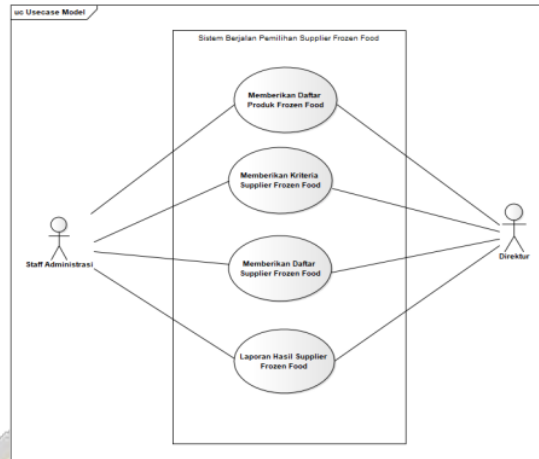 uc Usecase Model
Sistem Berjalan Pemilihan Supplier Frozen Food
Memberikan Daftar
Produk Frozen Food
Memberikan Kriteria
Supplier Frozen Food
Staff Administrasi
Direktur
Memberikan Daftar
Supplier Frozen Food
Laporan Hasil Supplier
Frozen Food